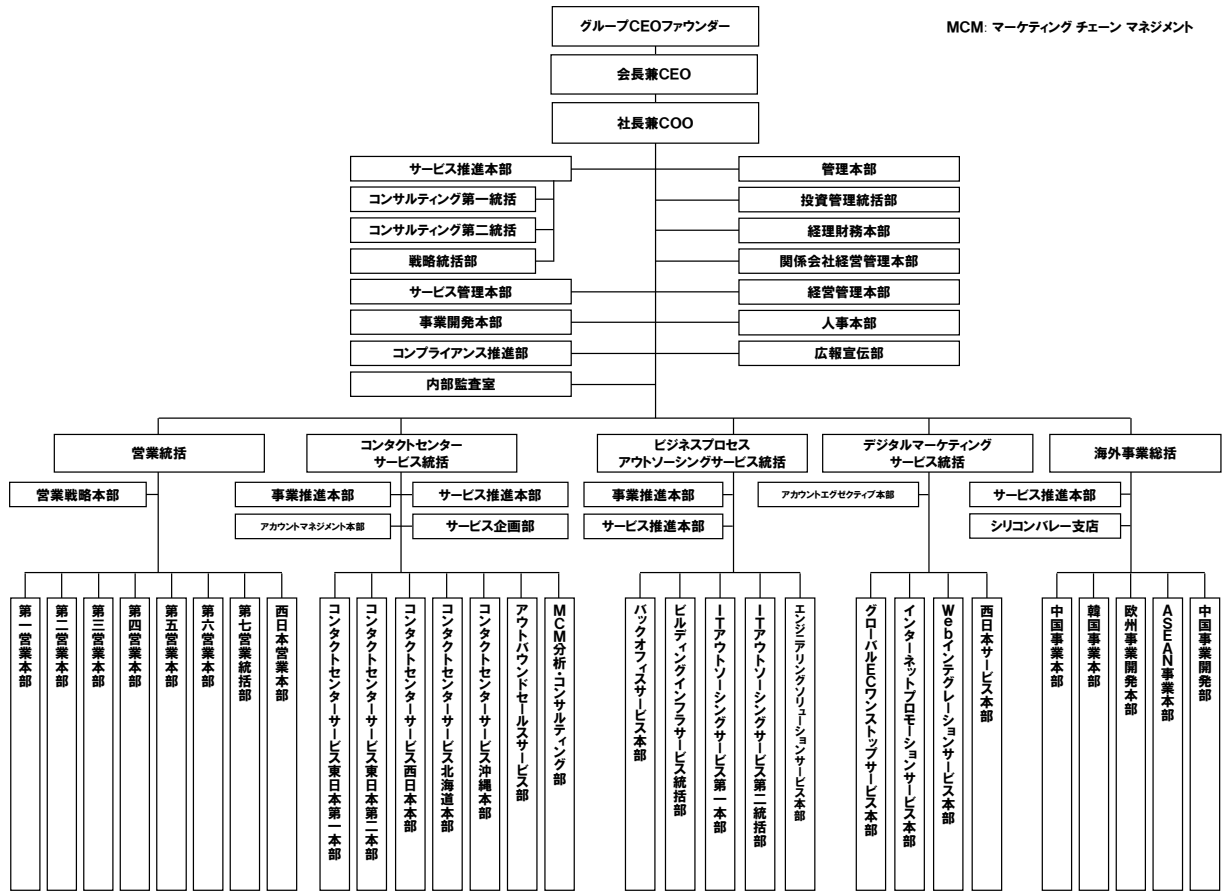 グループCEOファウンダー
MCM: マーケティング チェーン マネジメント
会長兼CEO
社長兼COO
サービス推進本部
管理本部
コンサルティング第一統括
投資管理統括部
コンサルティング第二統括
経理財務本部
戦略統括部
関係会社経営管理本部
サービス管理本部
経営管理本部
事業開発本部
人事本部
コンプライアンス推進部
広報宣伝部
内部監査室
営業統括
コンタクトセンター
サービス統括
ビジネスプロセス
アウトソーシングサービス統括
デジタルマーケティング
サービス統括
海外事業総括
営業戦略本部
事業推進本部
サービス推進本部
事業推進本部
アカウントエグゼクティブ本部
サービス推進本部
アカウントマネジメント本部
サービス企画部
サービス推進本部
シリコンバレー支店
第一営業本部
第二営業本部
第三営業本部
第四営業本部
第五営業本部
第六営業本部
第七営業統括部
西日本営業本部
コンタクトセンターサービス東日本第一本部
コンタクトセンターサービス東日本第二本部
コンタクトセンターサービス西日本本部
コンタクトセンターサービス北海道本部
コンタクトセンターサービス沖縄本部
アウトバウンドセールスサービス部
MCM分析・コンサルティング部
バックオフィスサービス本部
ビルディングインフラサービス統括部
ITアウトソーシングサービス第一本部
ITアウトソーシングサービス第二統括部
エンジニアリングソリューションサービス本部
グローバルECワンストップサービス本部
インターネットプロモーションサービス本部
Webインテグレーションサービス本部
西日本サービス本部
中国事業本部
韓国事業本部
欧州事業開発本部
ASEAN事業本部
中国事業開発部